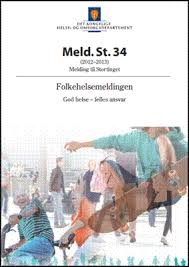 DET KONGELIGE
HELSE- OG OMSORGSDEPARTEMENT
Meld. St. 34
(2012–2013)
Melding til Stortinget
Folkehelsemeldingen
God helse – felles ansvar